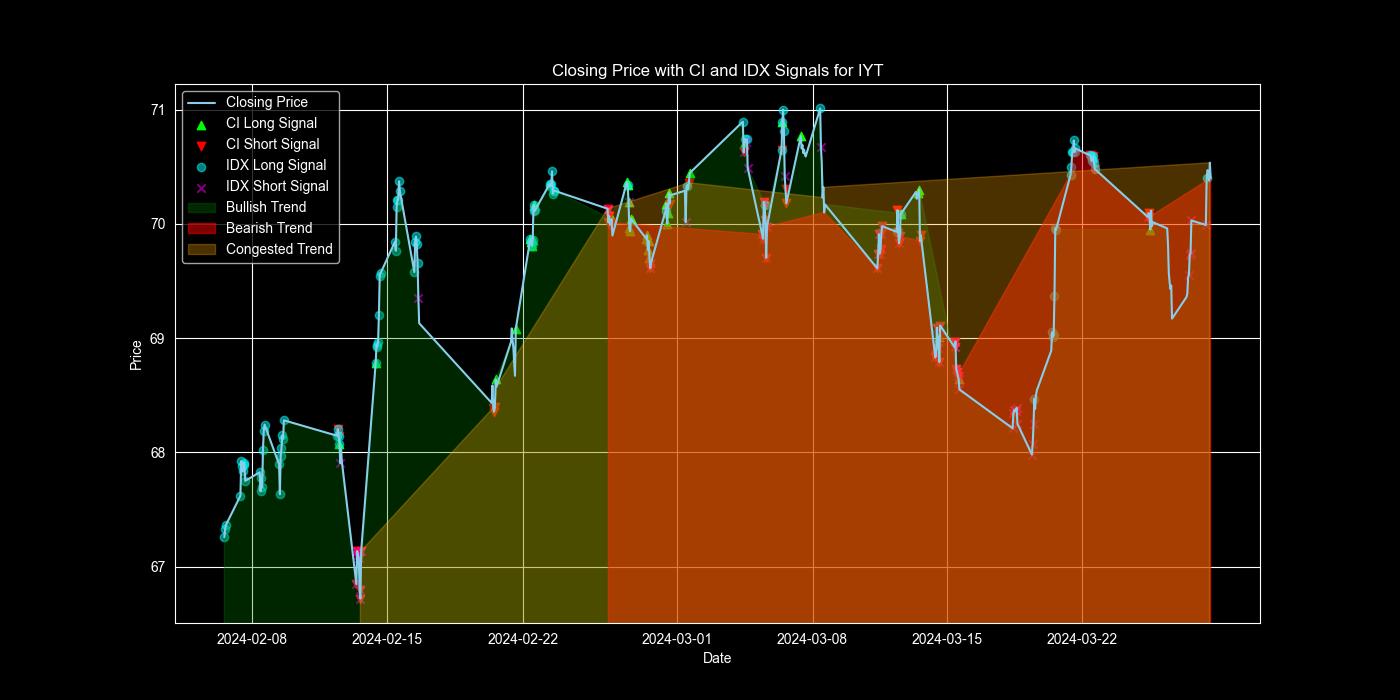 Closing Price with CI and IDX Signals for IYT
Closing Price
CI Long Signal
CI Short Signal
IDX Long Signal
IDX Short Signal
Bullish Trend
Bearish Trend
Congested Trend
71
70
69
68
67
Price
2024-02-08
2024-02-15
2024-02-22
2024-03-01
2024-03-08
2024-03-15
2024-03-22
Date